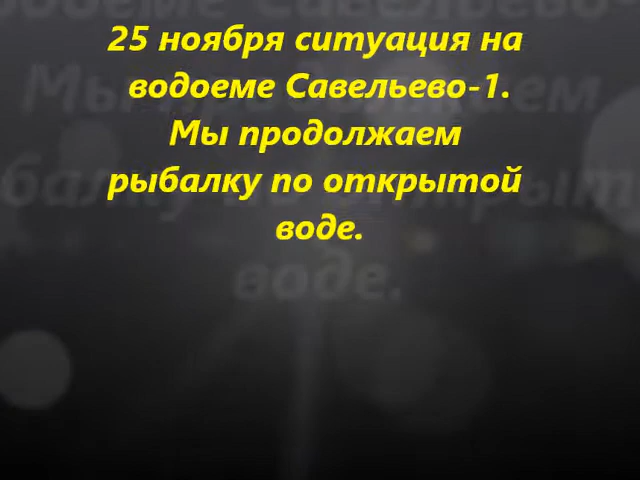 25 ноября ситуация на
водоеме Савельево-1.
Мы продолжаем
рыбалку по открытой
воде.